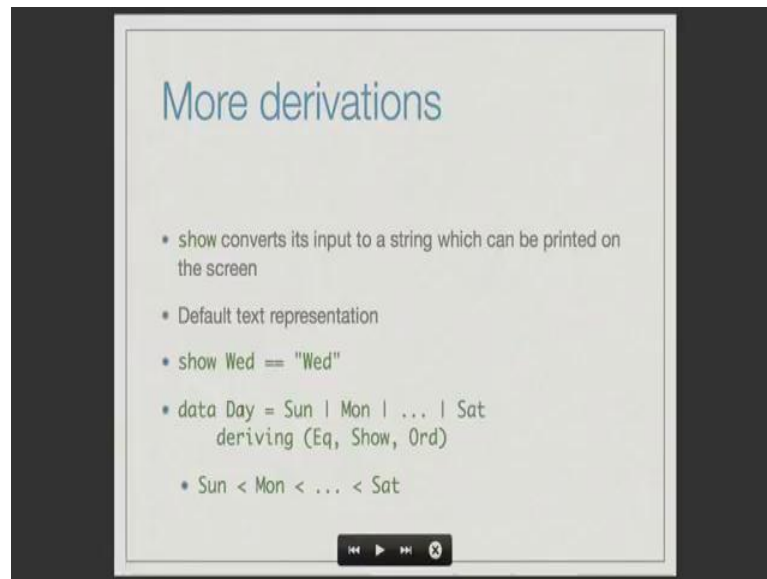 More derivations
• show converts its input to a string which can be printed on
the screen
• Default text representation
• show Wed == "Wed"
• data Day = Sun | Mon | ... | Sat
deriving (Eq, Show, Ord)
• Sun < Mon < ... < Sat